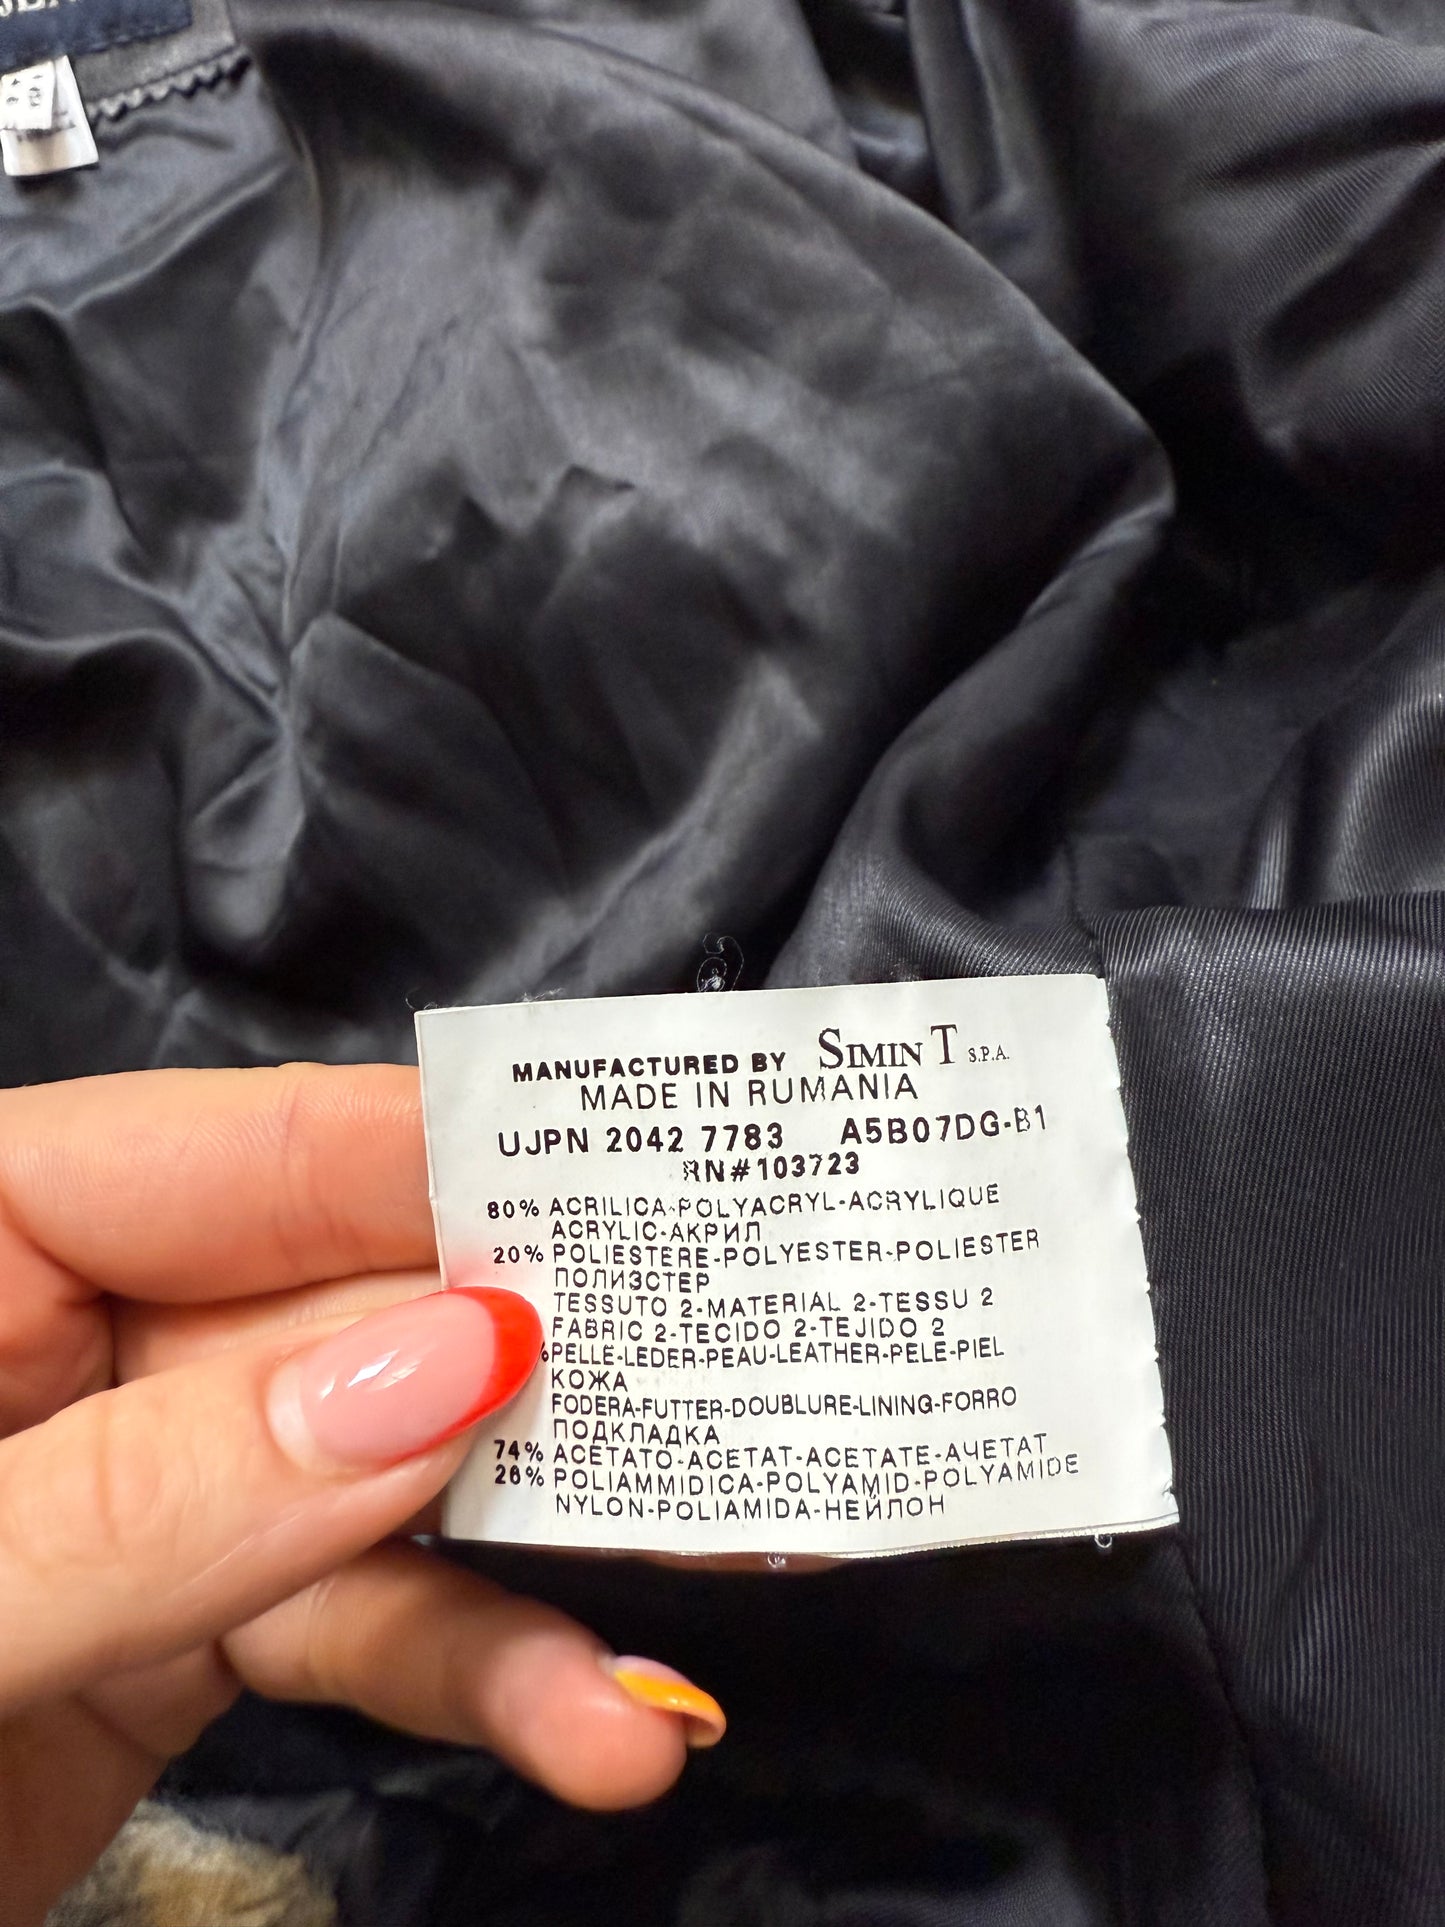 MANUFACTURED BY SIMIN T S.P.A.
MADE IN RUMANIA
UJPN 2042 7783 A5B07DG-B1
RN#103723
80% ACRILICA-POLYACRYL-ACRYLIQUE
ACRYLIC-АКРИЛ
20% POLIESTERE-POLYESTER-POLIESTER
ПОЛИЗСТЕР
TESSUTO 2-MATERIAL 2-TESSU 2
FABRIC 2-TECIDO 2-TEJIDO 2
%PELLE-LEDER-PEAU-LEATHER-PELE-PIEL
КОЖА
FODERA-FUTTER-DOUBLURE-LINING-FORRO
ПОДКЛАДКА
74% ACETATO-ACETAT-ACETATE-АЧЕТАТ
26% POLIAMMIDICA-POLYAMID-POLYAMIDE
NYLON-POLIAMIDA-НЕЙЛОН